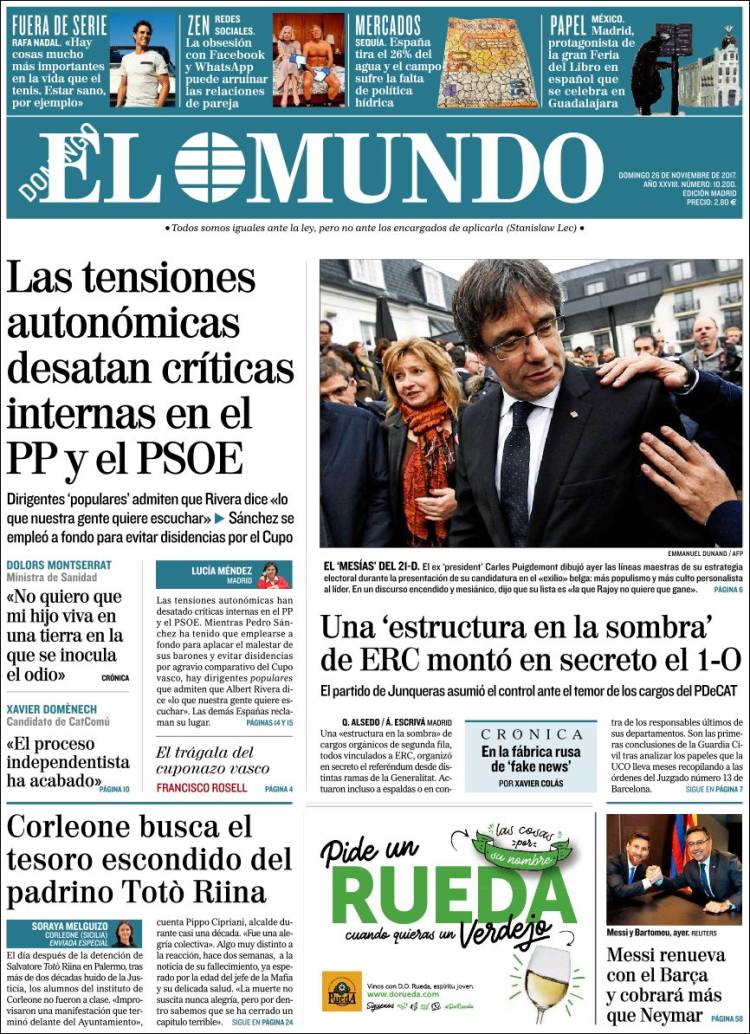 FUERA DE SERIE
RAFA NADAL. «Hay
cosas mucho
más importantes
en la vida que el
tenis. Estar sano,
por ejemplo»
ZEN REDES
SOCIALES.
La obsesión
con Facebook
y WhatsApp
puede arruinar
las relaciones
de pareja
MERCADOS
SEQUÍA. España
tira el 26% del
agua y el campo
sufre la falta
de política
hídrica
PAPEL MÉXICO.
Madrid,
protagonista de
la gran Feria
del Libro en
español que
se celebra en
Guadalajara
DOMINGO
EL MUNDO
DOMINGO 26 DE NOVIEMBRE DE 2017.
AÑO XXVIII. NÚMERO: 10.200.
EDICIÓN MADRID
PRECIO: 2,80 €
• Todos somos iguales ante la ley, pero no ante los encargados de aplicarla (Stanislaw Lec) •
Las tensiones
autonómicas
desatan críticas
internas en el
PP y el PSOE
Dirigentes ‘populares’ admiten que Rivera dice «lo
que nuestra gente quiere escuchar» ▶ Sánchez se
empleó a fondo para evitar disidencias por el Cupo
DOLORS MONTSERRAT
Ministra de Sanidad
«No quiero que
mi hijo viva en
una tierra en la
que se inocula
el odio» CRÓNICA
XAVIER DOMÈNECH
Candidato de CatComú
«El proceso
independentista
ha acabado» PÁGINA 10
LUCÍA MÉNDEZ
MADRID
Las tensiones autonómicas han
desatado críticas internas en el PP
y el PSOE. Mientras Pedro Sán-
chez ha tenido que emplearse a
fondo para aplacar el malestar de
sus barones y evitar disidencias
por agravio comparativo del Cupo
vasco, hay dirigentes populares
que admiten que Albert Rivera di-
ce «lo que nuestra gente quiere es-
cuchar». Las demás Españas recla-
man su lugar. PÁGINAS 14 Y 15
El trágala del
cuponazo vasco
FRANCISCO ROSELL PÁGINA 4
EMMANUEL DUNAND / AFP
EL ‘MESÍAS’ DEL 21-D. El ex ‘president’ Carles Puigdemont dibujó ayer las líneas maestras de su estrategia
electoral durante la presentación de su candidatura en el «exilio» belga: más populismo y más culto personalista
al líder. En un discurso encendido y mesiánico, dijo que su lista es «la que Rajoy no quiere que gane». PÁGINA 6
Una ‘estructura en la sombra’
de ERC montó en secreto el 1-O
El partido de Junqueras asumió el control ante el temor de los cargos del PDeCAT
Q. ALSEDO / Á. ESCRIVÁ MADRID
Una «estructura en la sombra» de
cargos orgánicos de segunda fila,
todos vinculados a ERC, organizó
en secreto el referéndum desde dis-
tintas ramas de la Generalitat. Ac-
tuaron incluso a espaldas o en con-
CRÓNICA
En la fábrica rusa
de ‘fake news’
POR XAVIER COLÁS
tra de los responsables últimos de
sus departamentos. Son las prime-
ras conclusiones de la Guardia Ci-
vil tras analizar los papeles que la
UCO lleva meses recopilando a las
órdenes del Juzgado número 13 de
Barcelona. SIGUE EN PÁGINA 7
Corleone busca el
tesoro escondido del
padrino Totò Riina
SORAYA MELGUIZO
CORLEONE (SICILIA)
ENVIADA ESPECIAL
El día después de la detención de
Salvatore Totò Riina en Palermo, tras
más de dos décadas huido de la Jus-
ticia, los alumnos del instituto de
Corleone no fueron a clase. «Impro-
visaron una manifestación que ter-
minó delante del Ayuntamiento»,
cuenta Pippo Cipriani, alcalde du-
rante casi una década. «Fue una ale-
gría colectiva». Algo muy distinto a
la reacción, hace dos semanas, a la
noticia de su fallecimiento, ya espe-
rado por la edad del jefe de la Mafia
y su delicada salud. «La muerte no
suscita nunca alegría, pero por den-
tro sabemos que se ha cerrado un
capítulo terrible». SIGUE EN PÁGINA 24
Pide un
RUEDA
cuando quieras un
Verdejo
las cosas
por
su nombre
RUEDA
Vinos con D.O. Rueda, espíritu joven.
www.dorueda.com
Síguenos
Messi y Bartomeu, ayer. REUTERS
Messi renueva
con el Barça
y cobrará más
que Neymar PÁGINA 58